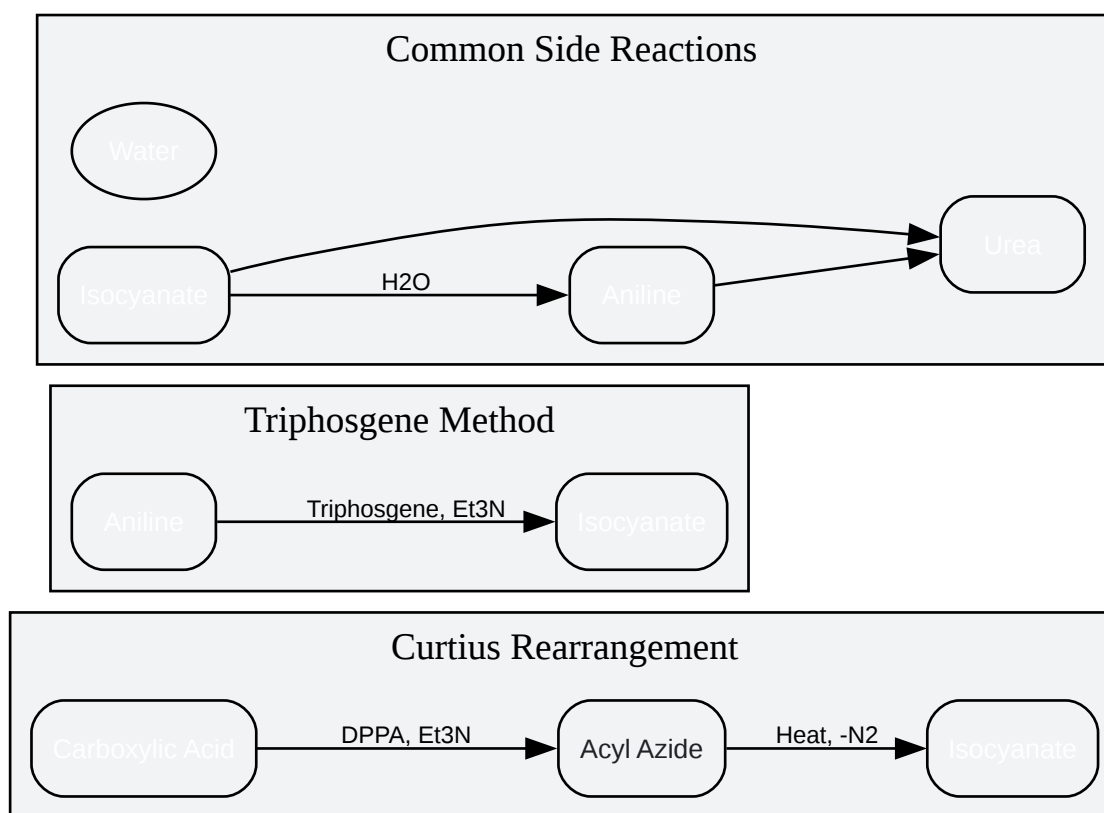 Common Side Reactions
Water
Isocyanate
H2O
Aniline
Urea
Triphosgene Method
Aniline
Triphosgene, Et3N
Isocyanate
Curtius Rearrangement
Carboxylic Acid
DPPA, Et3N
Acyl Azide
Heat, -N2
Isocyanate